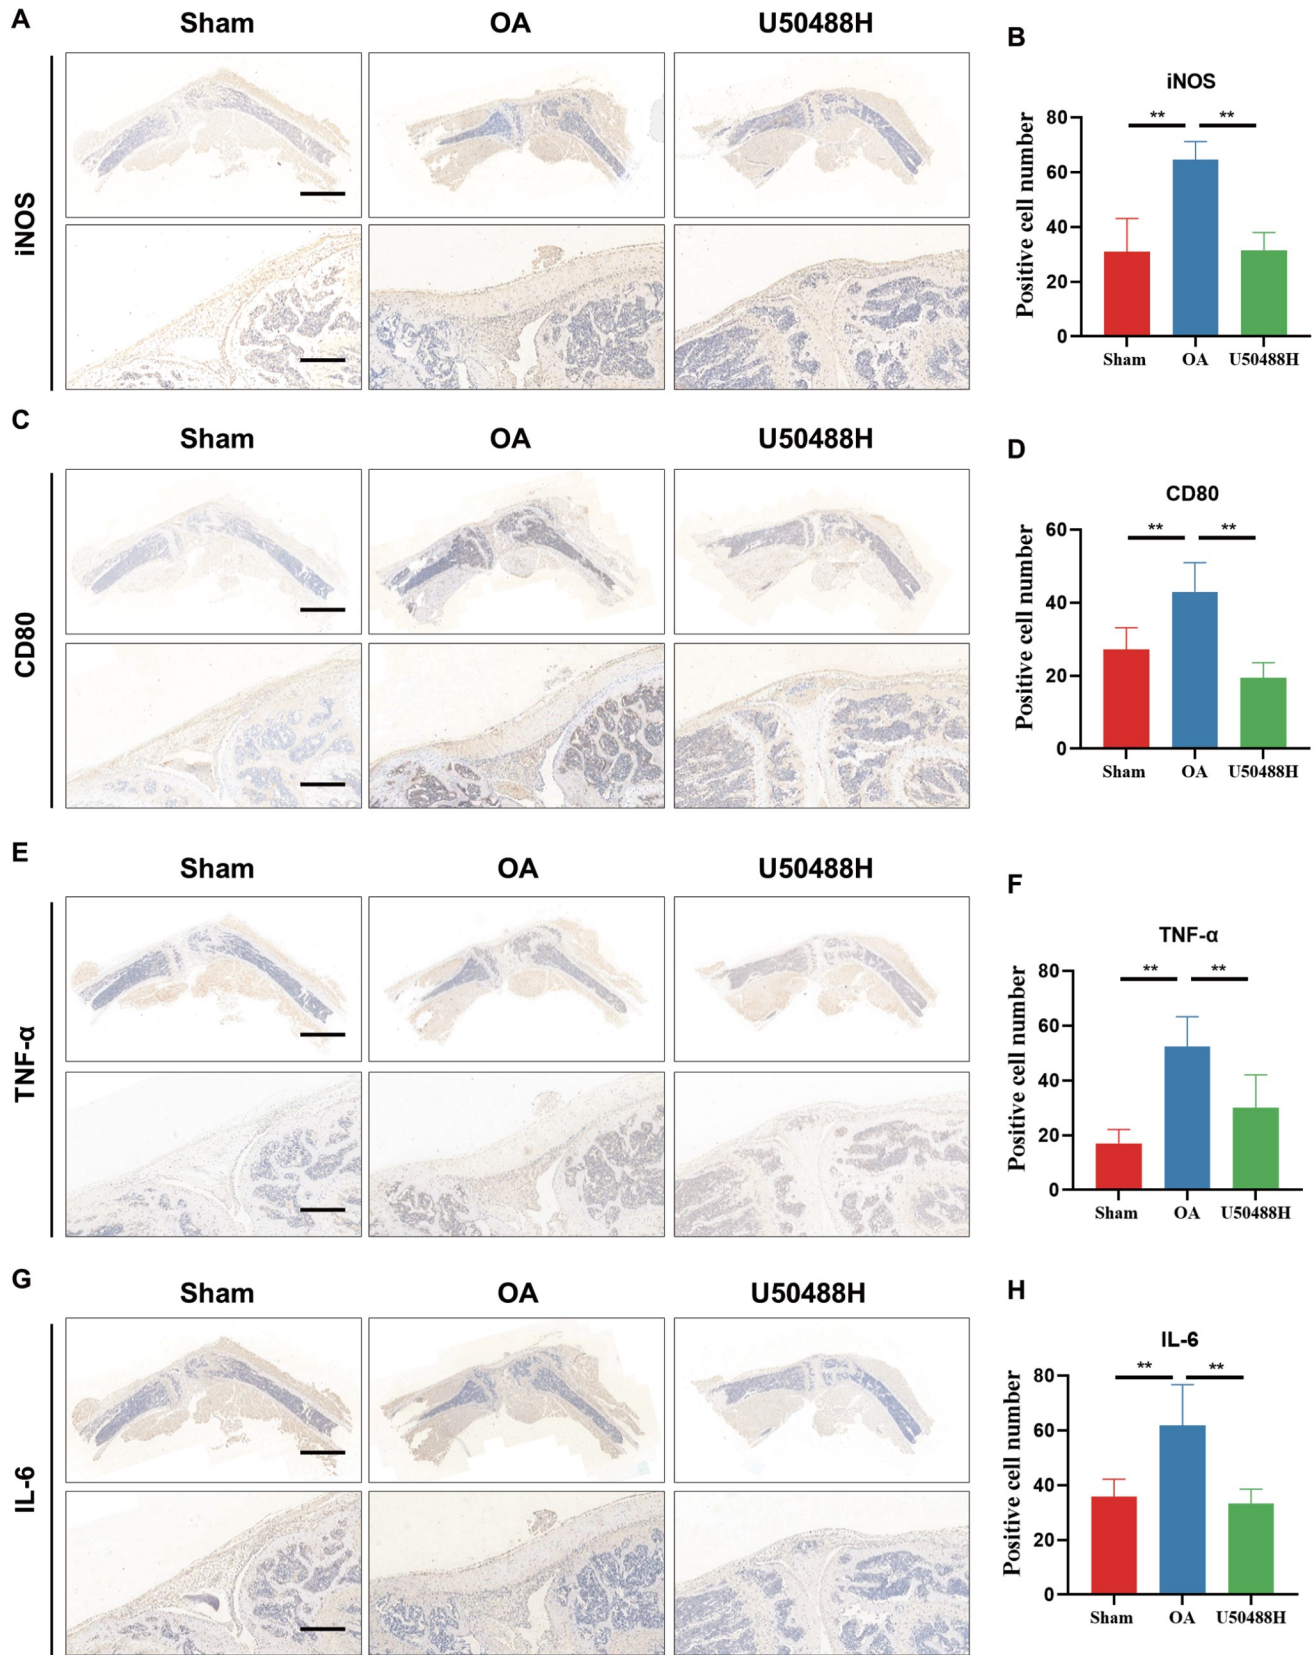 A
Sham
OA
U50488H
iNOS
B
iNOS
Positive cell number
80
60
40
20
0
**
**
Sham
OA
U50488H
C
Sham
OA
U50488H
CD80
D
CD80
Positive cell number
60
40
20
0
**
**
Sham
OA
U50488H
E
Sham
OA
U50488H
TNF-α
F
TNF-α
Positive cell number
80
60
40
20
0
**
**
Sham
OA
U50488H
G
Sham
OA
U50488H
IL-6
H
IL-6
Positive cell number
80
60
40
20
0
**
**
Sham
OA
U50488H